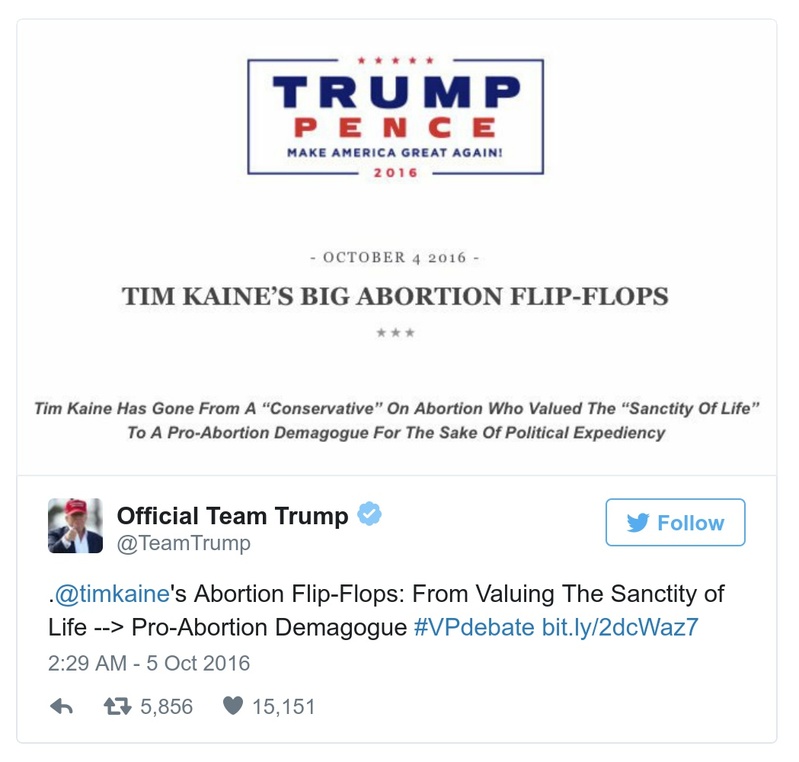 TRUMP
PENCE
MAKE AMERICA GREAT AGAIN!
2016
- OCTOBER 4 2016 -
TIM KAINE’S BIG ABORTION FLIP-FLOPS
Tim Kaine Has Gone From A “Conservative” On Abortion Who Valued The “Sanctity Of Life”
To A Pro-Abortion Demagogue For The Sake Of Political Expediency
Official Team Trump
@TeamTrump
Follow
.@timkaine's Abortion Flip-Flops: From Valuing The Sanctity of
Life --> Pro-Abortion Demagogue #VPdebate bit.ly/2dcWaz7
2:29 AM - 5 Oct 2016
5,856 15,151